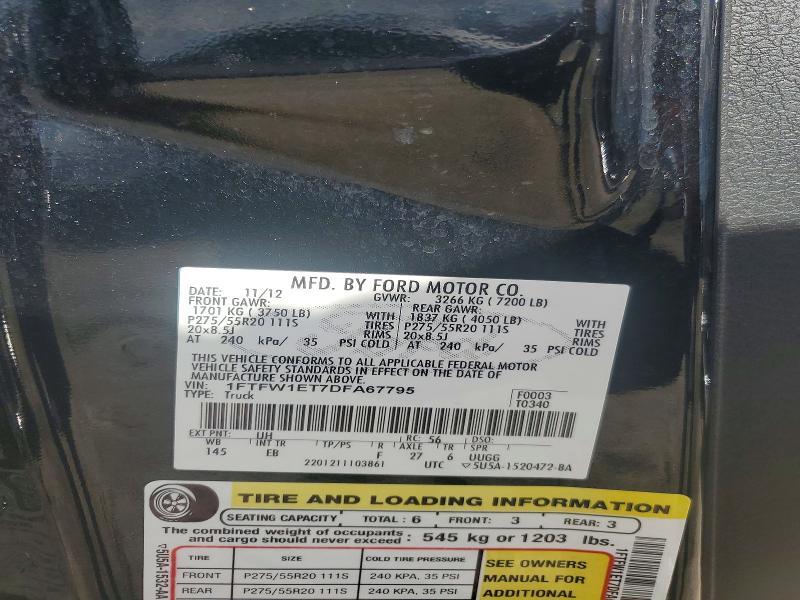 MFD. BY FORD MOTOR CO.
DATE: 11/12 GVWR: 3266 KG ( 7200 LB)
FRONT GAWR: REAR GAWR:
1701 KG ( 3750 LB) WITH 1837 KG ( 4050 LB) WITH
P275/55R20 111S TIRES P275/55R20 111S TIRES
20x8.5J RIMS 20x8.5J RIMS
AT 240 kPa/ 35 PSI COLD AT 240 kPa/ 35 PSI COLD
THIS VEHICLE CONFORMS TO ALL APPLICABLE FEDERAL MOTOR
VEHICLE SAFETY STANDARDS IN EFFECT ON THE DATE OF
MANUFACTURE SHOWN ABOVE.
VIN: 1FTFW1ET7DFA67795 F0003
TYPE: Truck T0340
EXT PNT: UH RC: 56 DSO:
WB INT TR TP/PS R AXLE TR SPR
145 EB F 27 6 UUGG
2201211103861 UTC ▽5U5A-1520472-BA
TIRE AND LOADING INFORMATION
SEATING CAPACITY TOTAL : 6 FRONT: 3 REAR: 3
The combined weight of occupants
and cargo should never exceed : 545 kg or 1203 lbs.
TIRE SIZE COLD TIRE PRESSURE
FRONT P275/55R20 111S 240 KPA, 35 PSI
REAR P275/55R20 111S 240 KPA, 35 PSI
SEE OWNERS
MANUAL FOR
ADDITIONAL